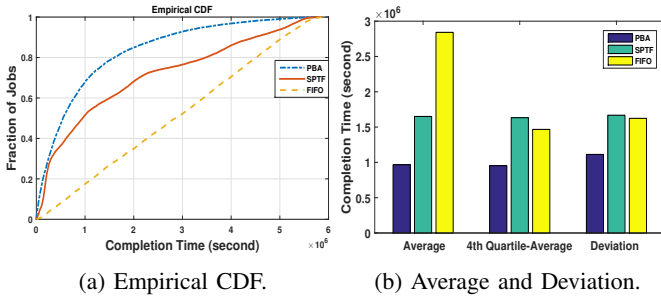 Empirical CDF
1
0.8
0.6
0.4
0.2
0
Fraction of Jobs
PBA
SPTF
FIFO
0 1 2 3 4 5 6
Completion Time (second)
× 10^6
(a) Empirical CDF.
× 10^6
3
2.5
2
1.5
1
0.5
0
Completion Time (second)
PBA
SPTF
FIFO
Average 4th Quartile-Average Deviation
(b) Average and Deviation.